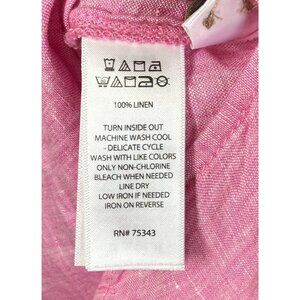 100% LINEN
TURN INSIDE OUT
MACHINE WASH COOL
- DELICATE CYCLE
WASH WITH LIKE COLORS
ONLY NON-CHLORINE
BLEACH WHEN NEEDED
LINE DRY
LOW IRON IF NEEDED
IRON ON REVERSE
RN# 75343